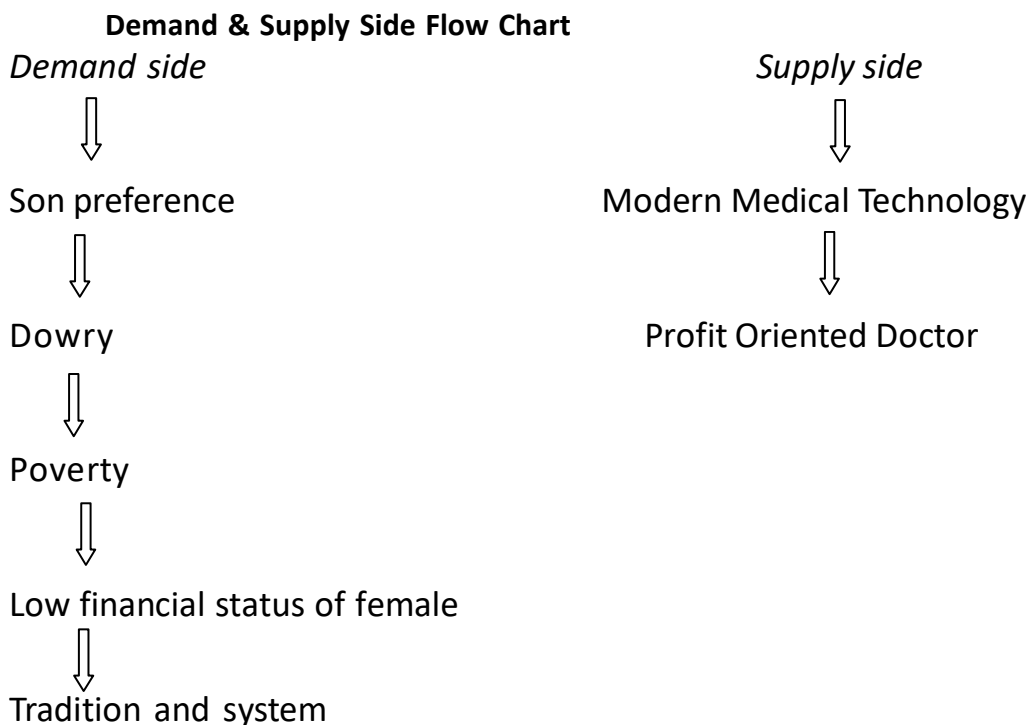 Demand & Supply Side Flow Chart
Demand side
Supply side
Son preference
Modern Medical Technology
Dowry
Profit Oriented Doctor
Poverty
Low financial status of female
Tradition and system